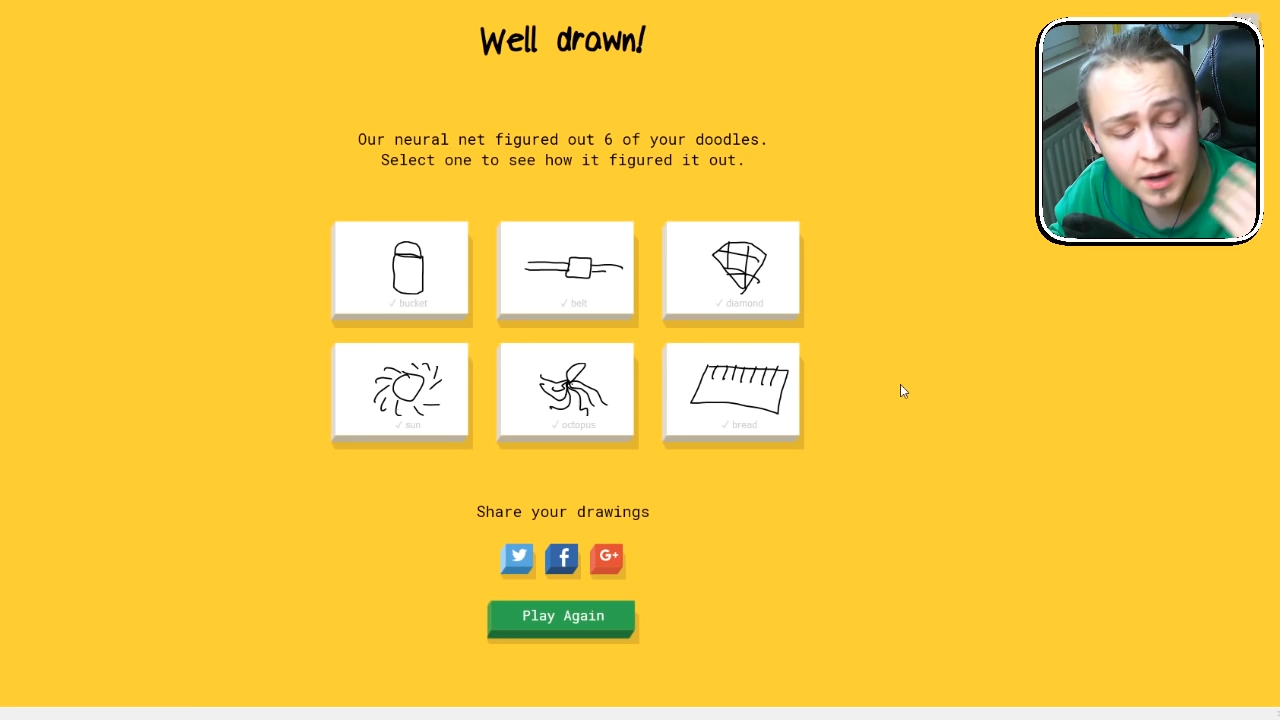 Well drawn!
Our neural net figured out 6 of your doodles.
Select one to see how it figured it out.
✓ bucket
✓ belt
✓ diamond
✓ sun
✓ octopus
✓ bread
Share your drawings
G+
Play Again